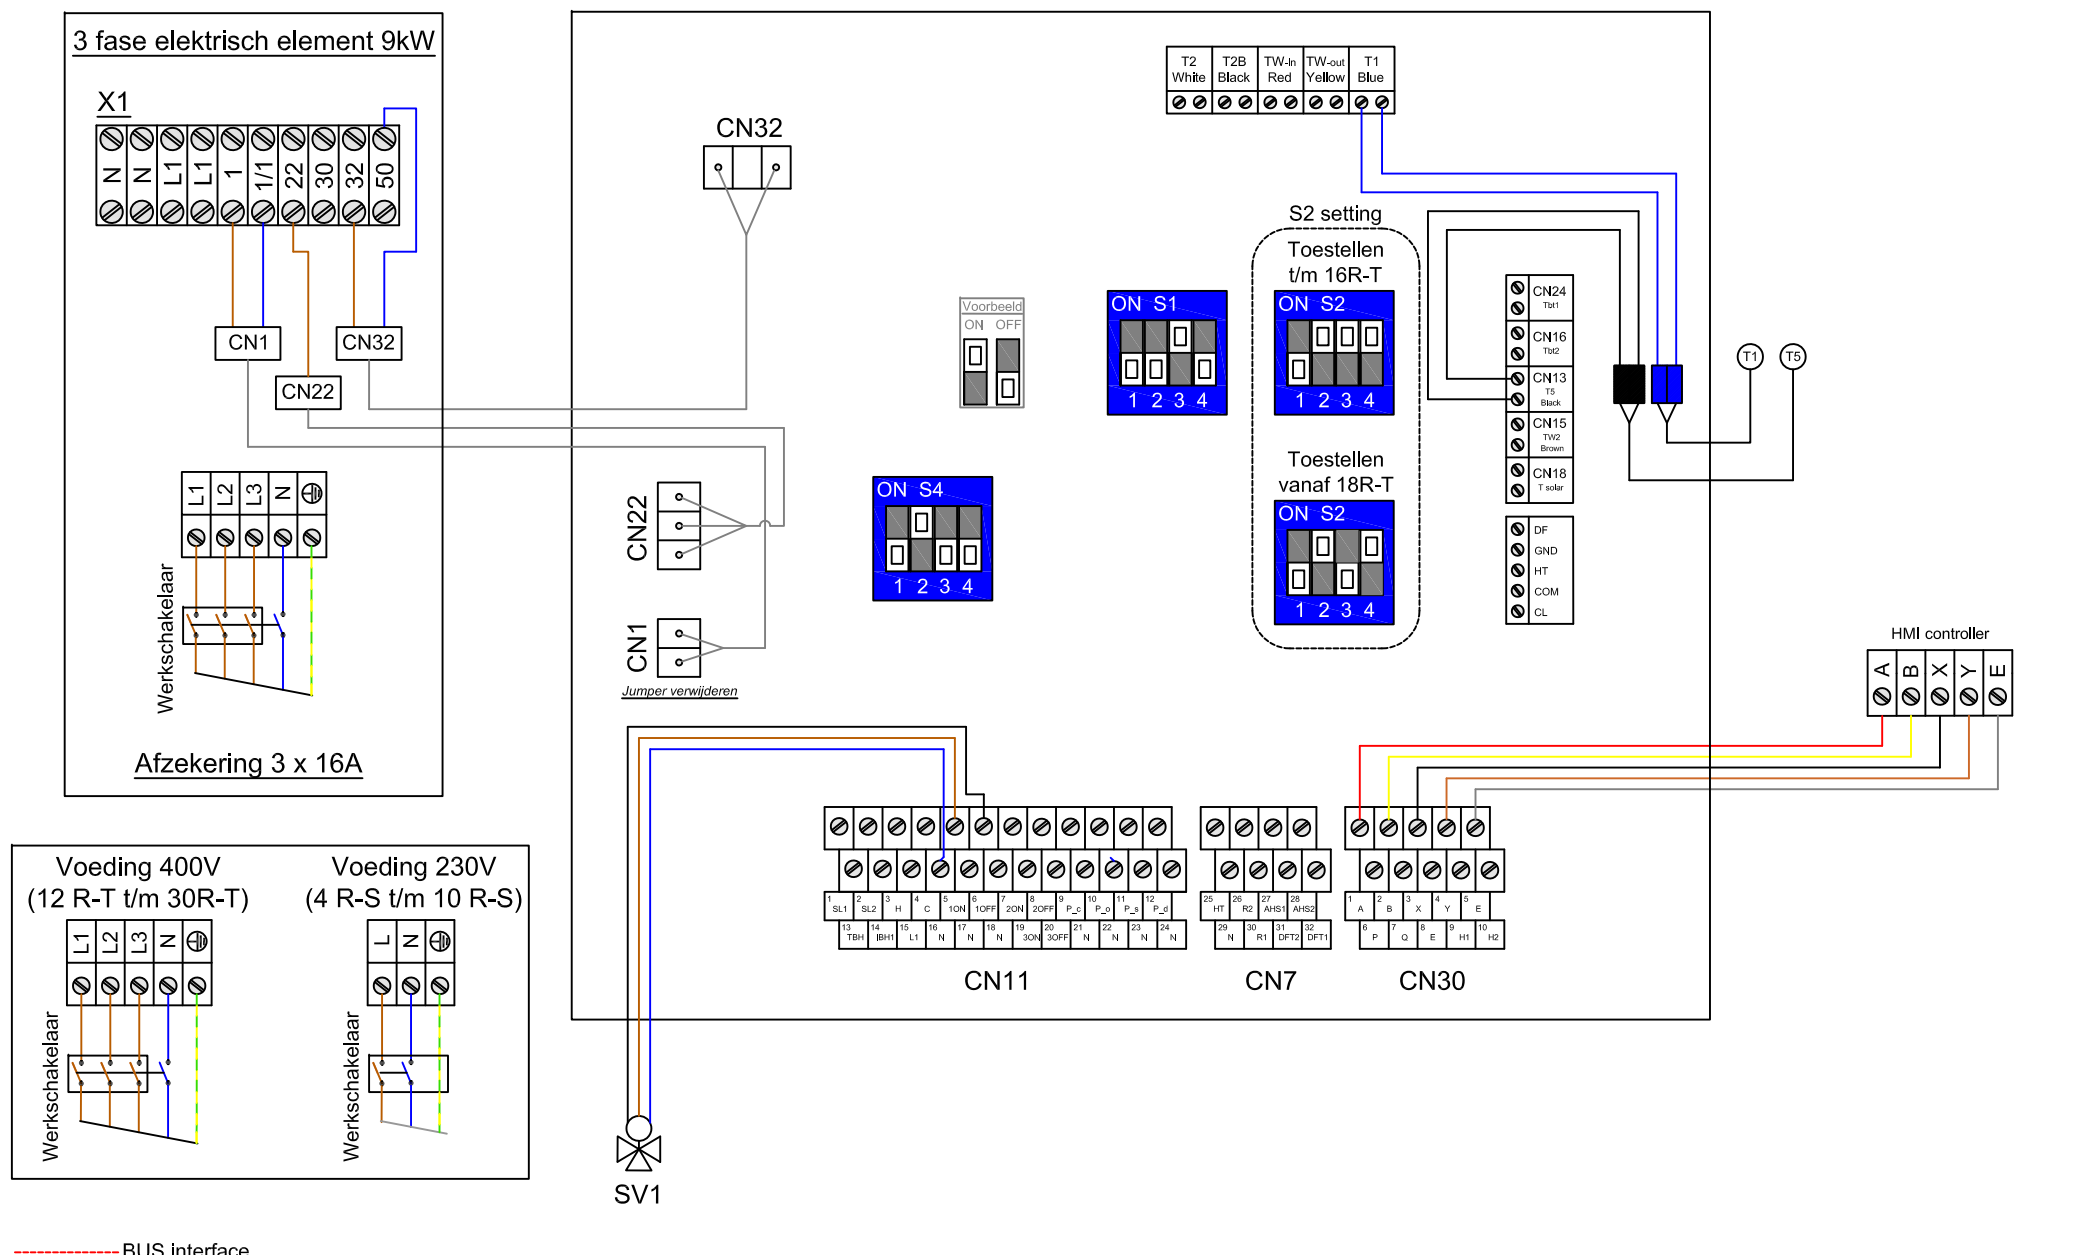 3 fase elektrisch element 9kW
X1
N N L1 L1 1 1/1 22 30 32 50
CN1
CN32
CN22
L1 L2 L3 N
Werkschakelaar
Afzekering 3 x 16A
Voeding 400V
(12 R-T t/m 30R-T)
L1 L2 L3 N
Werkschakelaar
Voeding 230V
(4 R-S t/m 10 R-S)
L N
Werkschakelaar
BUS interface
CN32
T2 White
T2B Black
TW-In Red
TW-out Yellow
T1 Blue
S2 setting
Toestellen
t/m 16R-T
ON S2
1 2 3 4
Toestellen
vanaf 18R-T
ON S2
1 2 3 4
Voorbeeld
ON OFF
ON S1
1 2 3 4
ON S4
1 2 3 4
CN22
CN1
Jumper verwijderen
CN24
Tbt1
CN16
Tbt2
CN13
T5
Black
CN15
TW2
Brown
CN18
T solar
DF
GND
HT
COM
CL
T1 T5
HMI controller
A B X Y E
1 SL1 2 SL2 3 H 4 C 5 1ON 6 1OFF 7 2ON 8 2OFF 9 P_c 10 P_o 11 P_s 12 P_d
13 TBH 14 IBH1 15 L1 16 N 17 N 18 N 19 3ON 20 3OFF 21 N 22 N 23 N 24 N
CN11
25 HT 26 R2 27 AHS1 28 AHS2
29 N 30 R1 31 DFT2 32 DFT1
CN7
1 A 2 B 3 X 4 Y 5 E
6 P 7 Q 8 E 9 H1 10 H2
CN30
SV1